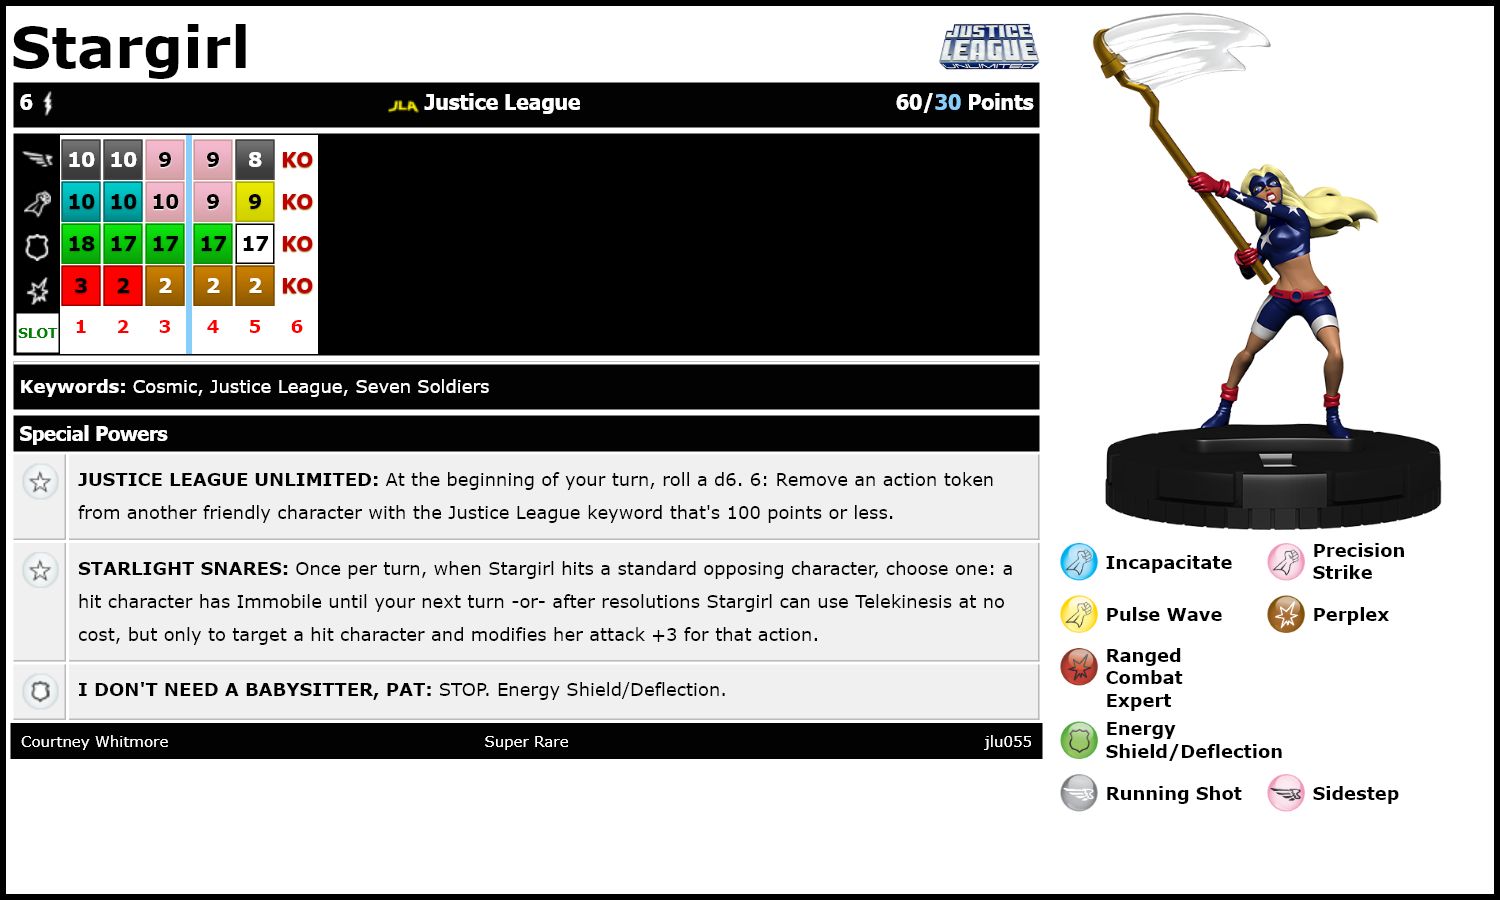 Stargirl
JUSTICE
LEAGUE
UNLIMITED
6 JLA Justice League 60/30 Points
10 10 9 9 8 KO
10 10 10 9 9 KO
18 17 17 17 17 KO
3 2 2 2 2 KO
SLOT 1 2 3 4 5 6
Keywords: Cosmic, Justice League, Seven Soldiers
Special Powers
JUSTICE LEAGUE UNLIMITED: At the beginning of your turn, roll a d6. 6: Remove an action token
from another friendly character with the Justice League keyword that's 100 points or less.
STARLIGHT SNARES: Once per turn, when Stargirl hits a standard opposing character, choose one: a
hit character has Immobile until your next turn -or- after resolutions Stargirl can use Telekinesis at no
cost, but only to target a hit character and modifies her attack +3 for that action.
I DON'T NEED A BABYSITTER, PAT: STOP. Energy Shield/Deflection.
Courtney Whitmore Super Rare jlu055
Incapacitate
Precision
Strike
Pulse Wave
Perplex
Ranged
Combat
Expert
Energy
Shield/Deflection
Running Shot
Sidestep